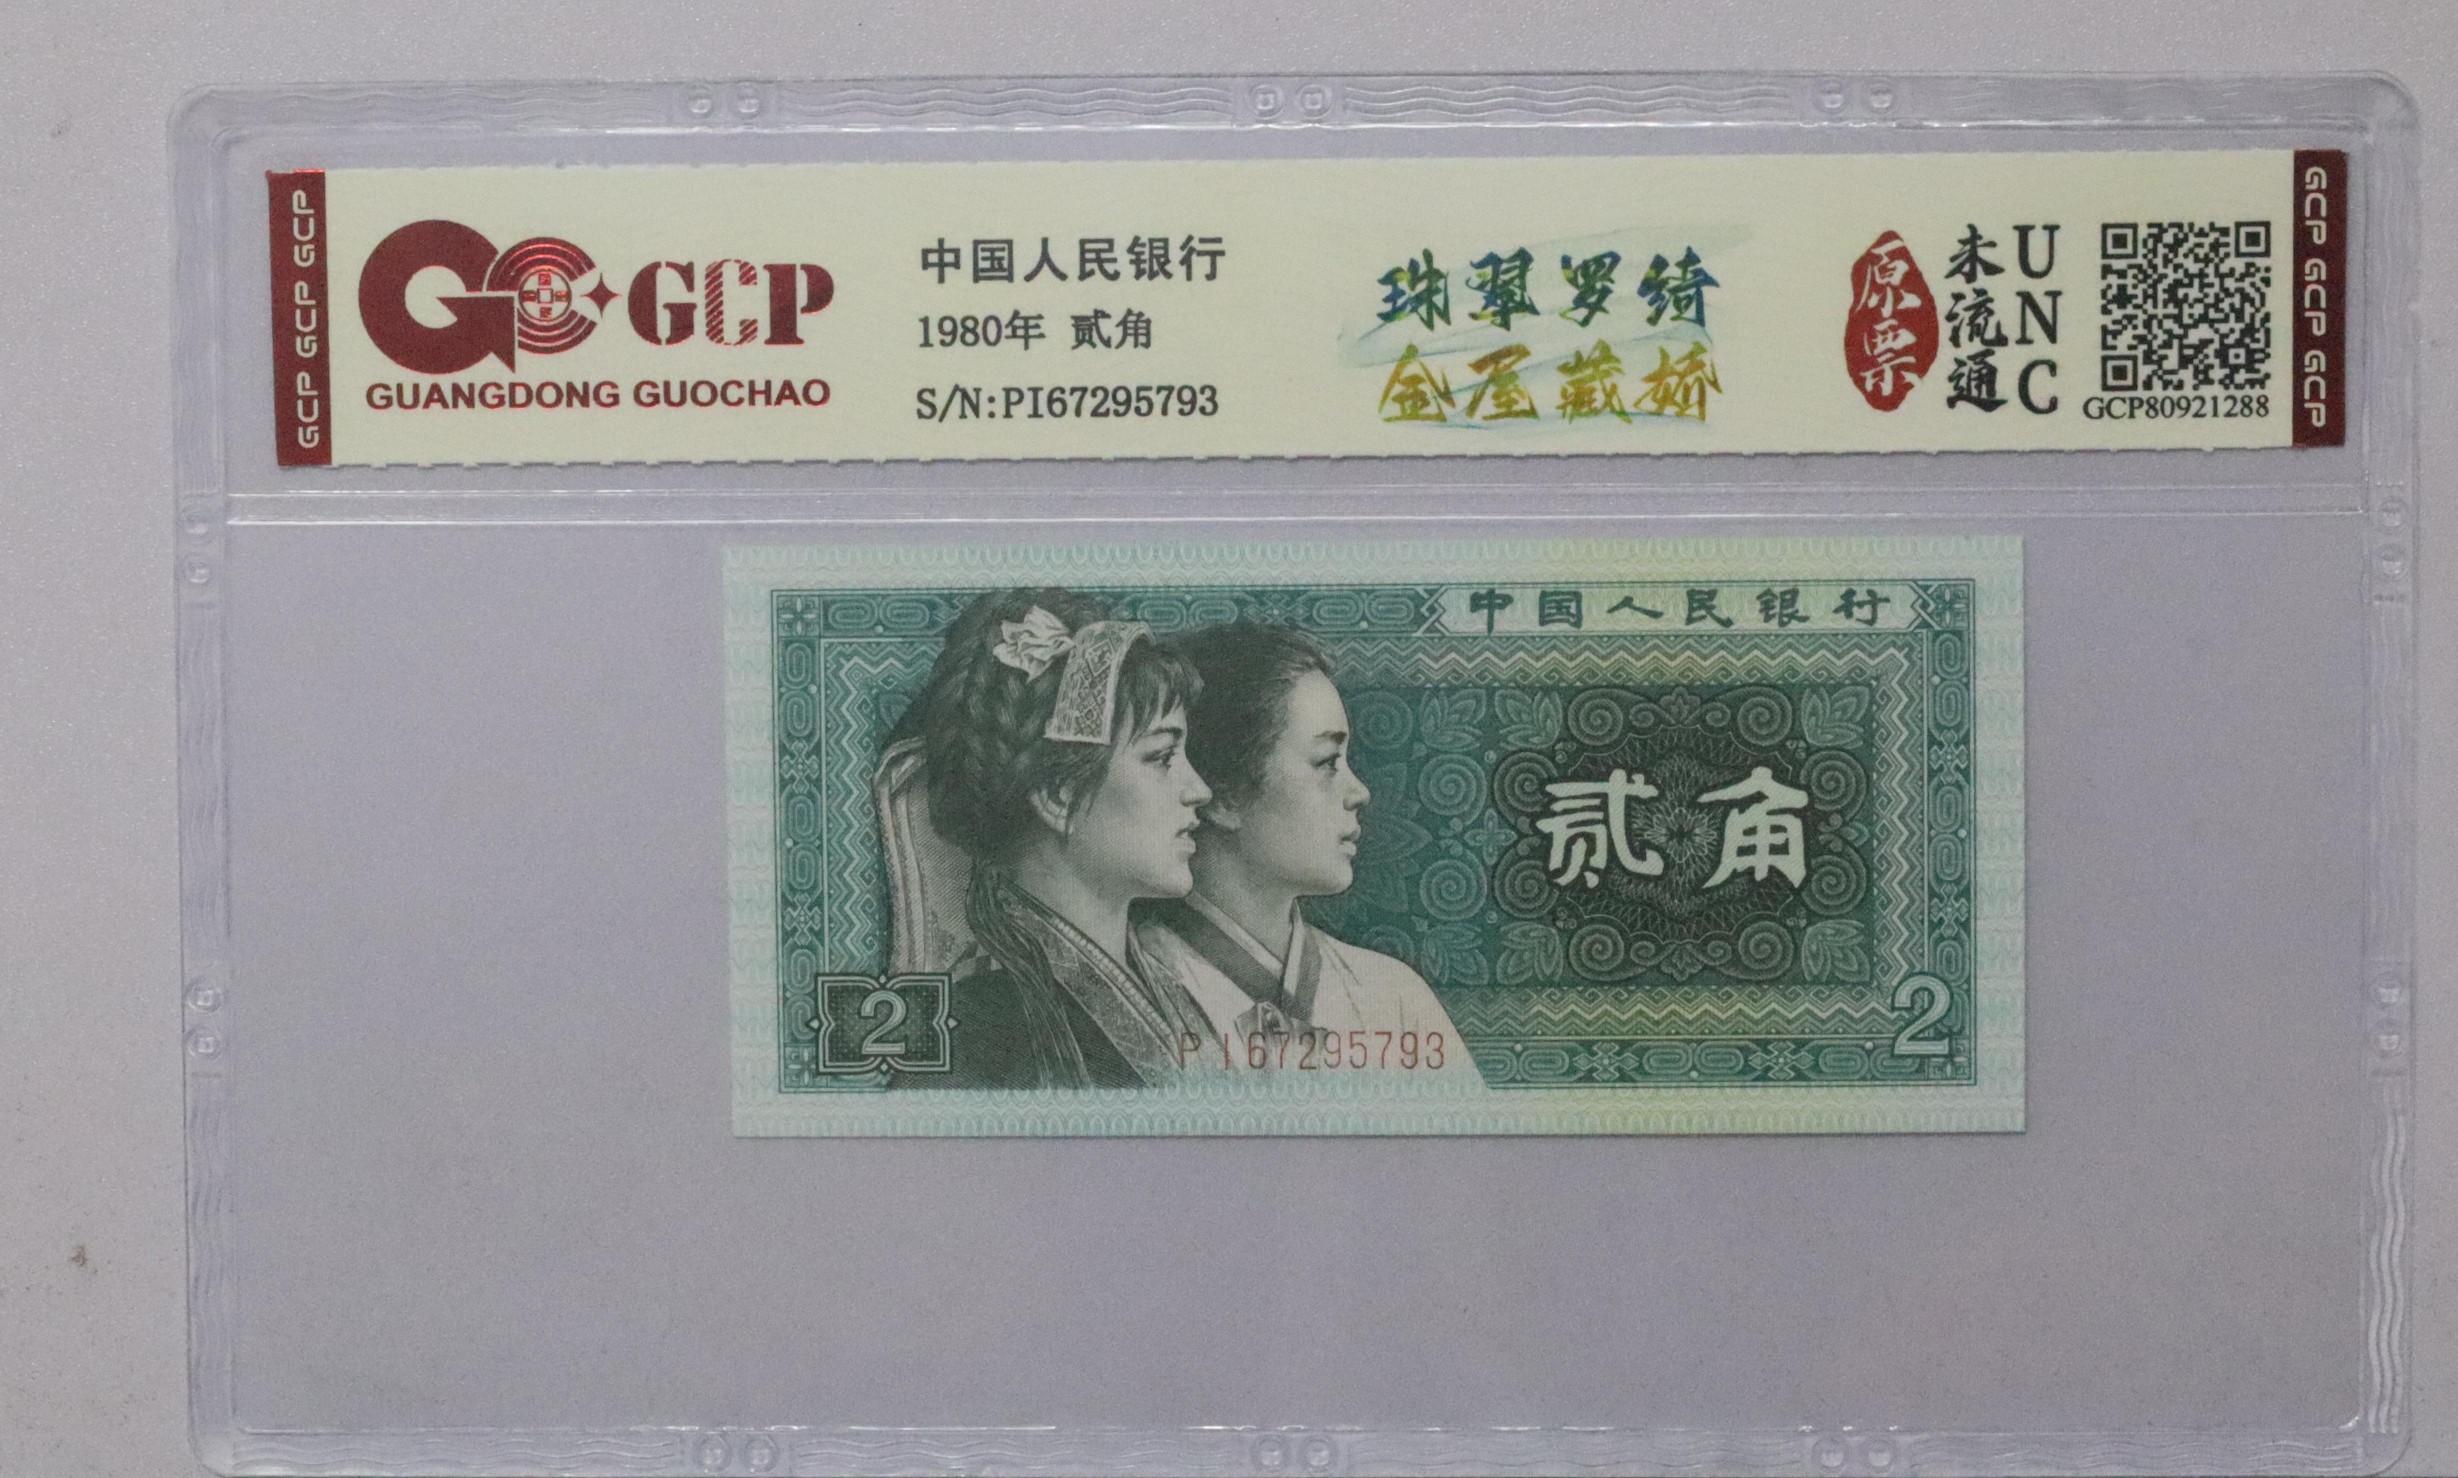 GCP GCP GCP
GCP
GUANGDONG GUOCHAO
中国人民银行
1980年 贰角
S/N:PI67295793
珠翠罗绮
金屋藏娇
原票
未流通
UNC
GCP80921288
GCP GCP GCP
中国人民银行
贰角
2
PI67295793
2